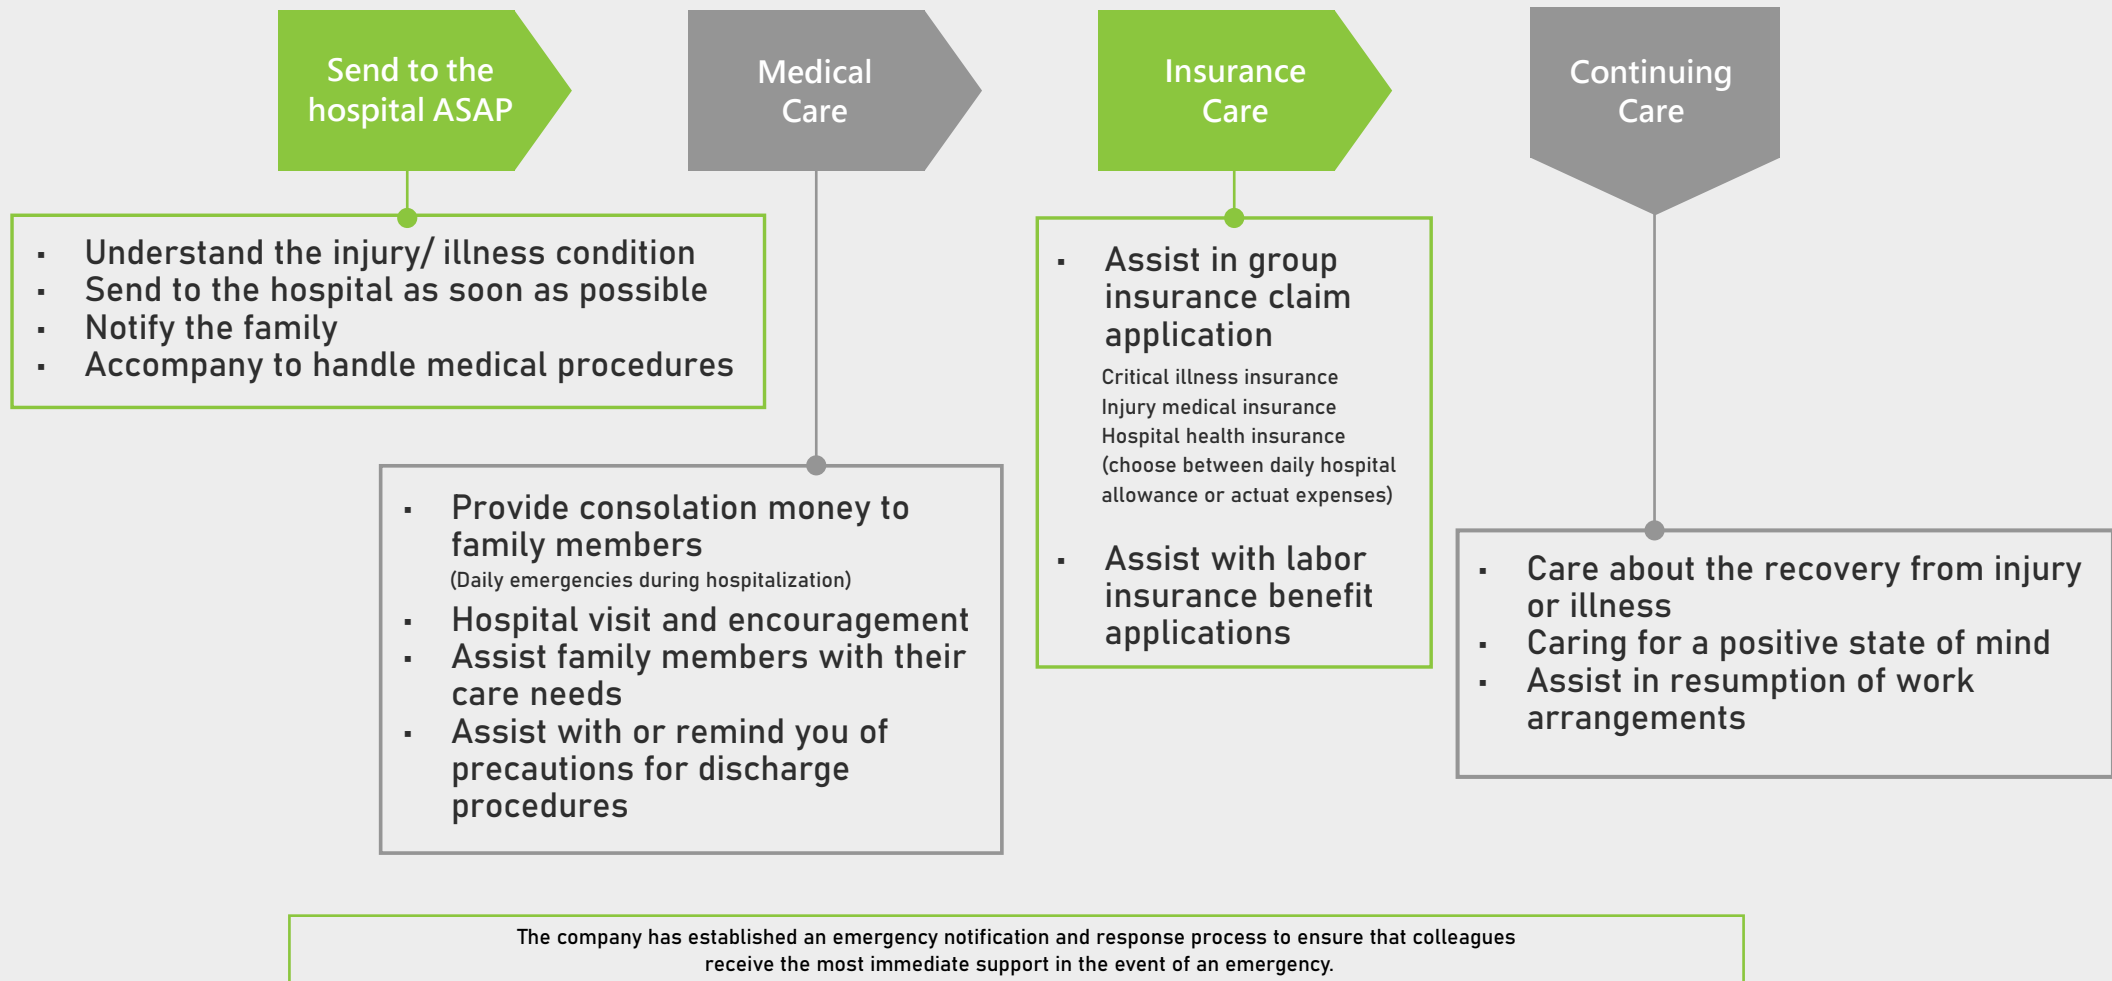 Send to the
hospital ASAP
Medical
Care
Insurance
Care
Continuing
Care
▪ Understand the injury/ illness condition
▪ Send to the hospital as soon as possible
▪ Notify the family
▪ Accompany to handle medical procedures
▪ Provide consolation money to
family members
(Daily emergencies during hospitalization)
▪ Hospital visit and encouragement
▪ Assist family members with their
care needs
▪ Assist with or remind you of
precautions for discharge
procedures
▪ Assist in group
insurance claim
application
Critical illness insurance
Injury medical insurance
Hospital health insurance
(choose between daily hospital
allowance or actuat expenses)
▪ Assist with labor
insurance benefit
applications
▪ Care about the recovery from injury
or illness
▪ Caring for a positive state of mind
▪ Assist in resumption of work
arrangements
The company has established an emergency notification and response process to ensure that colleagues
receive the most immediate support in the event of an emergency.